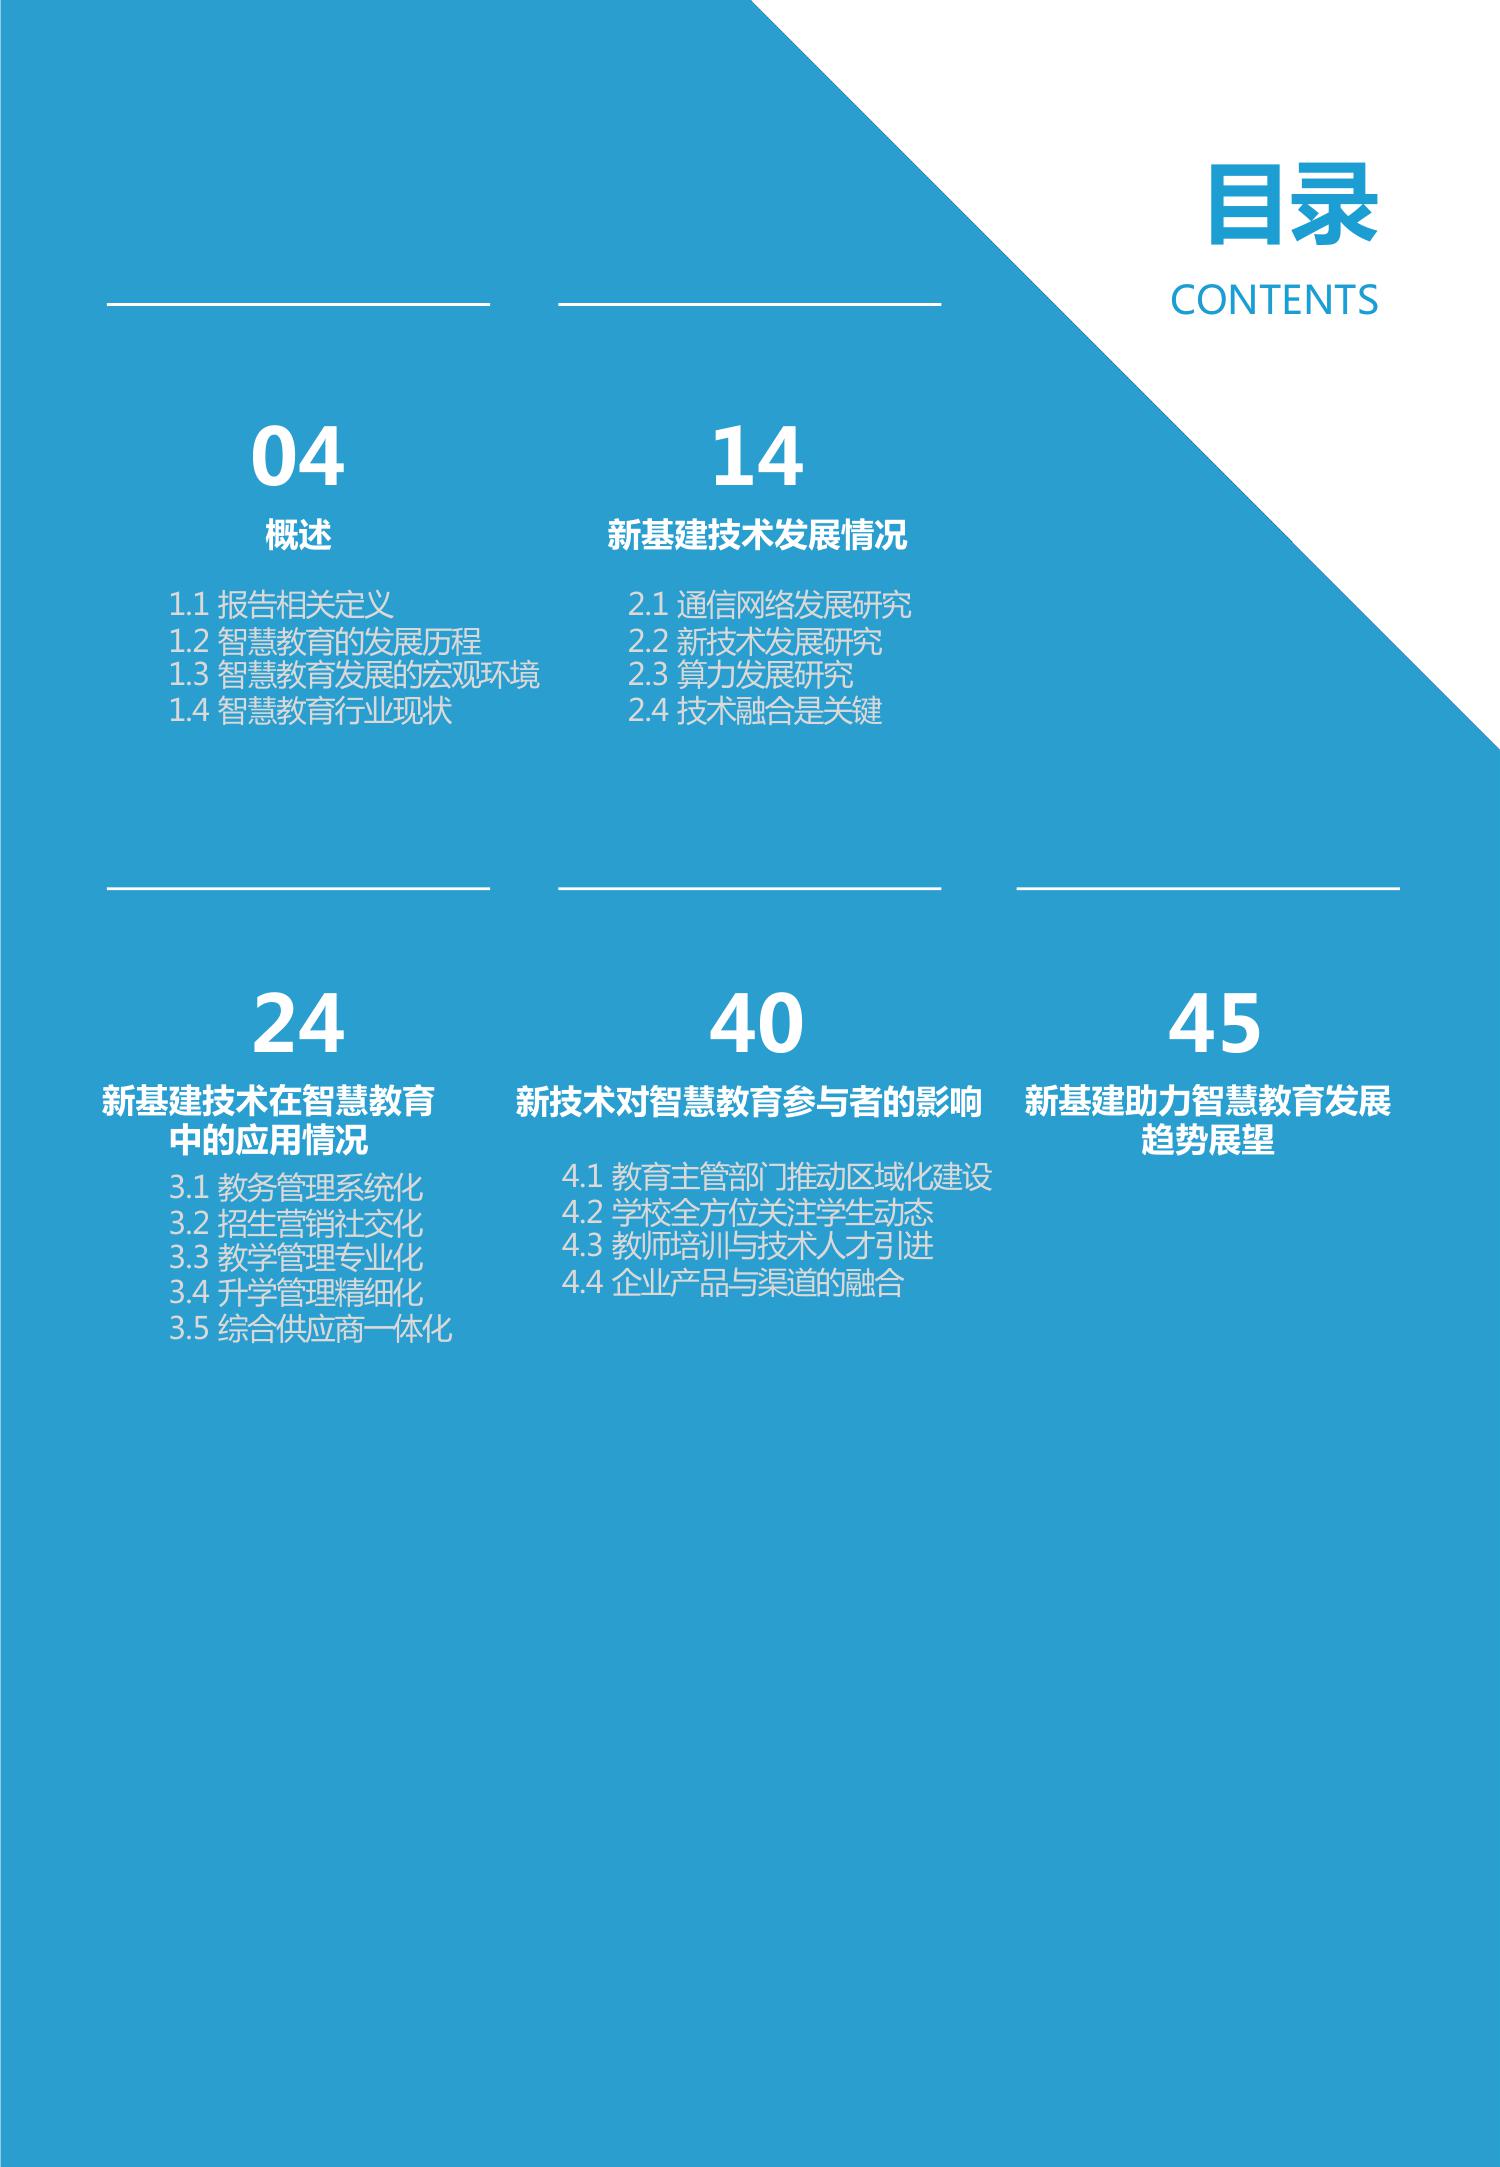 目录
CONTENTS
04
概述
1.1 报告相关定义
1.2 智慧教育的发展历程
1.3 智慧教育发展的宏观环境
1.4 智慧教育行业现状
14
新基建技术发展情况
2.1 通信网络发展研究
2.2 新技术发展研究
2.3 算力发展研究
2.4 技术融合是关键
24
新基建技术在智慧教育
中的应用情况
3.1 教务管理系统化
3.2 招生营销社交化
3.3 教学管理专业化
3.4 升学管理精细化
3.5 综合供应商一体化
40
新技术对智慧教育参与者的影响
4.1 教育主管部门推动区域化建设
4.2 学校全方位关注学生动态
4.3 教师培训与技术人才引进
4.4 企业产品与渠道的融合
45
新基建助力智慧教育发展
趋势展望